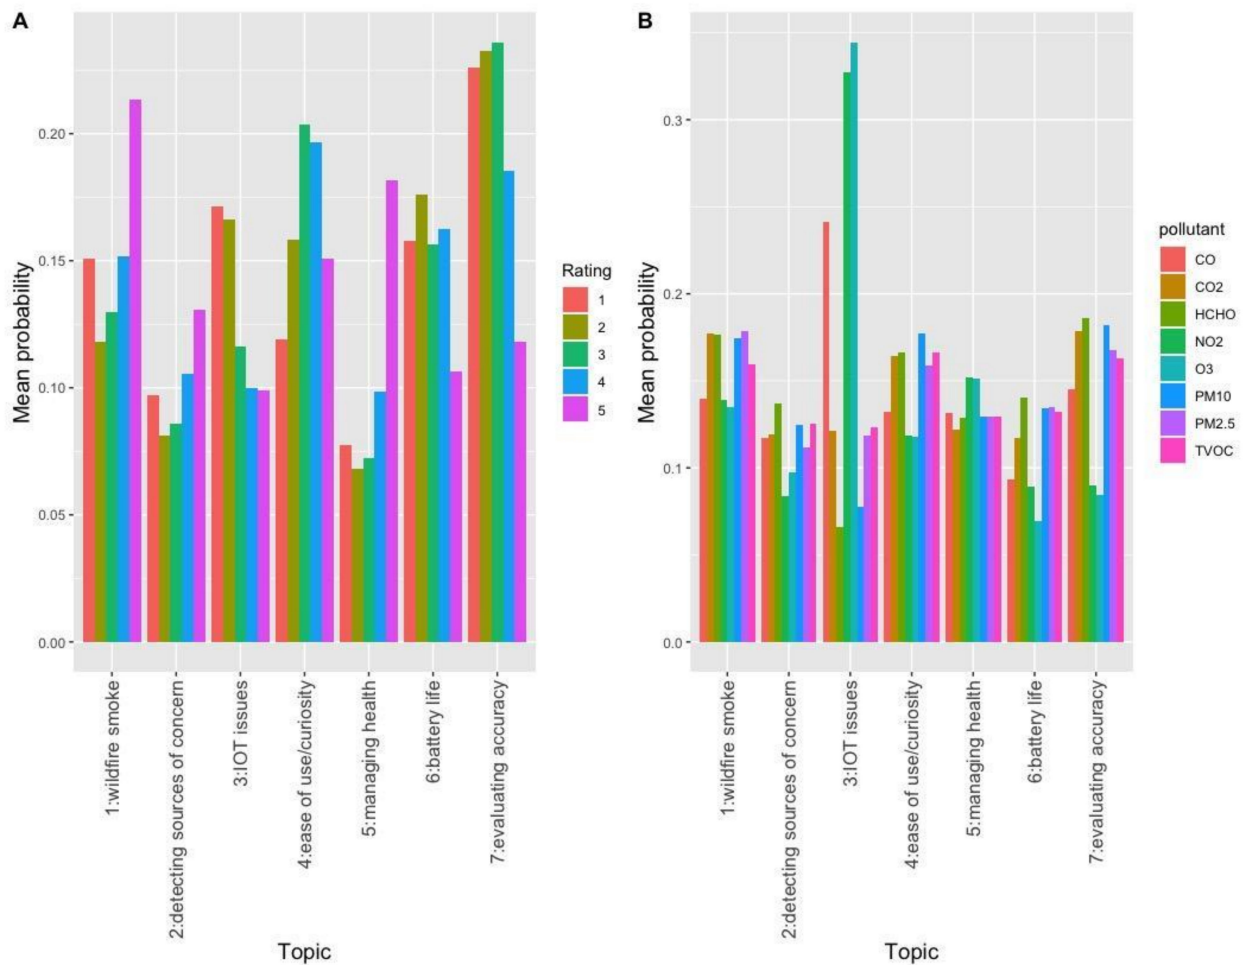 A
Mean probability
0.20
0.15
0.10
0.05
0.00
1:wildfire smoke
2:detecting sources of concern
3:IOT issues
4:ease of use/curiosity
5:managing health
6:battery life
7:evaluating accuracy
Topic
Rating
1
2
3
4
5
B
Mean probability
0.3
0.2
0.1
0.0
1:wildfire smoke
2:detecting sources of concern
3:IOT issues
4:ease of use/curiosity
5:managing health
6:battery life
7:evaluating accuracy
Topic
pollutant
CO
CO2
HCHO
NO2
O3
PM10
PM2.5
TVOC